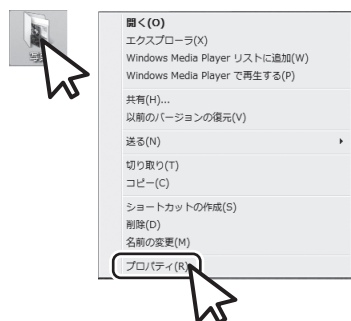 開く(O)
エクスプローラ(X)
Windows Media Player リストに追加(W)
Windows Media Player で再生する(P)
共有(H)...
以前のバージョンの復元(V)
送る(N)
切り取り(T)
コピー(C)
ショートカットの作成(S)
削除(D)
名前の変更(M)
プロパティ(R)